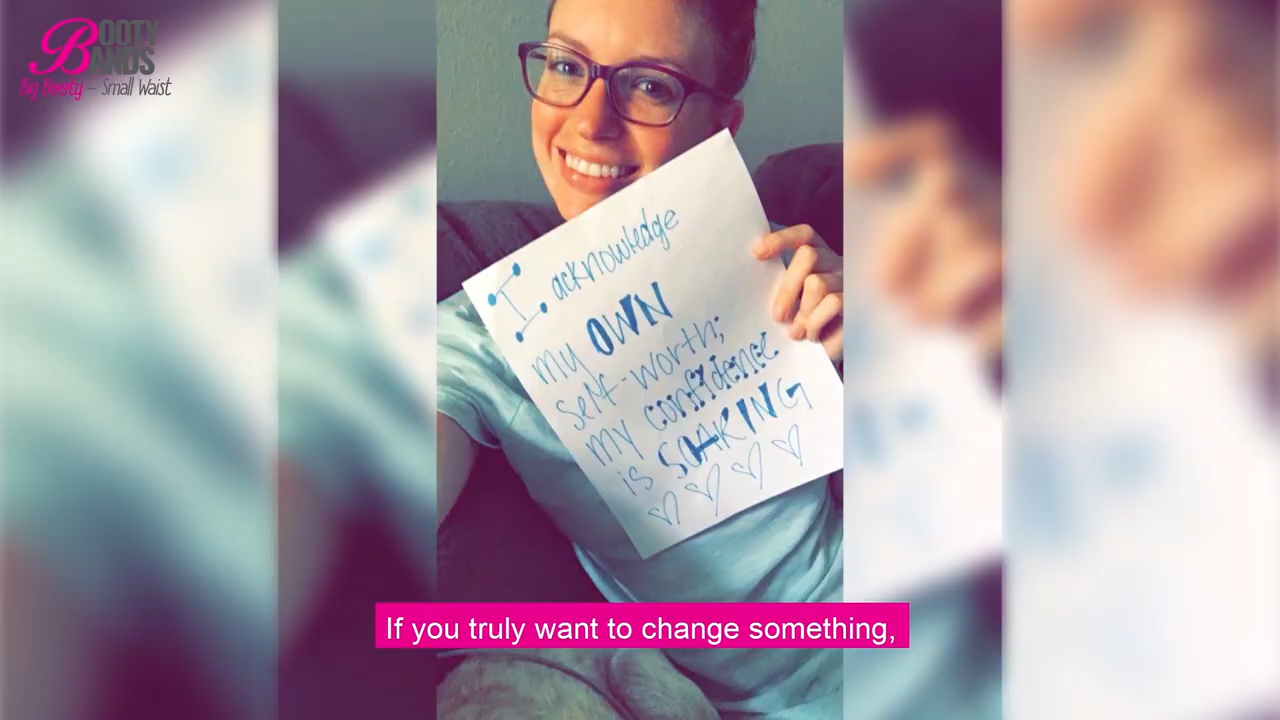 BOOTY
BANDS
Big Booty – Small Waist
I acknowledge
my OWN
self-worth;
my confidence
is SOARING
If you truly want to change something,